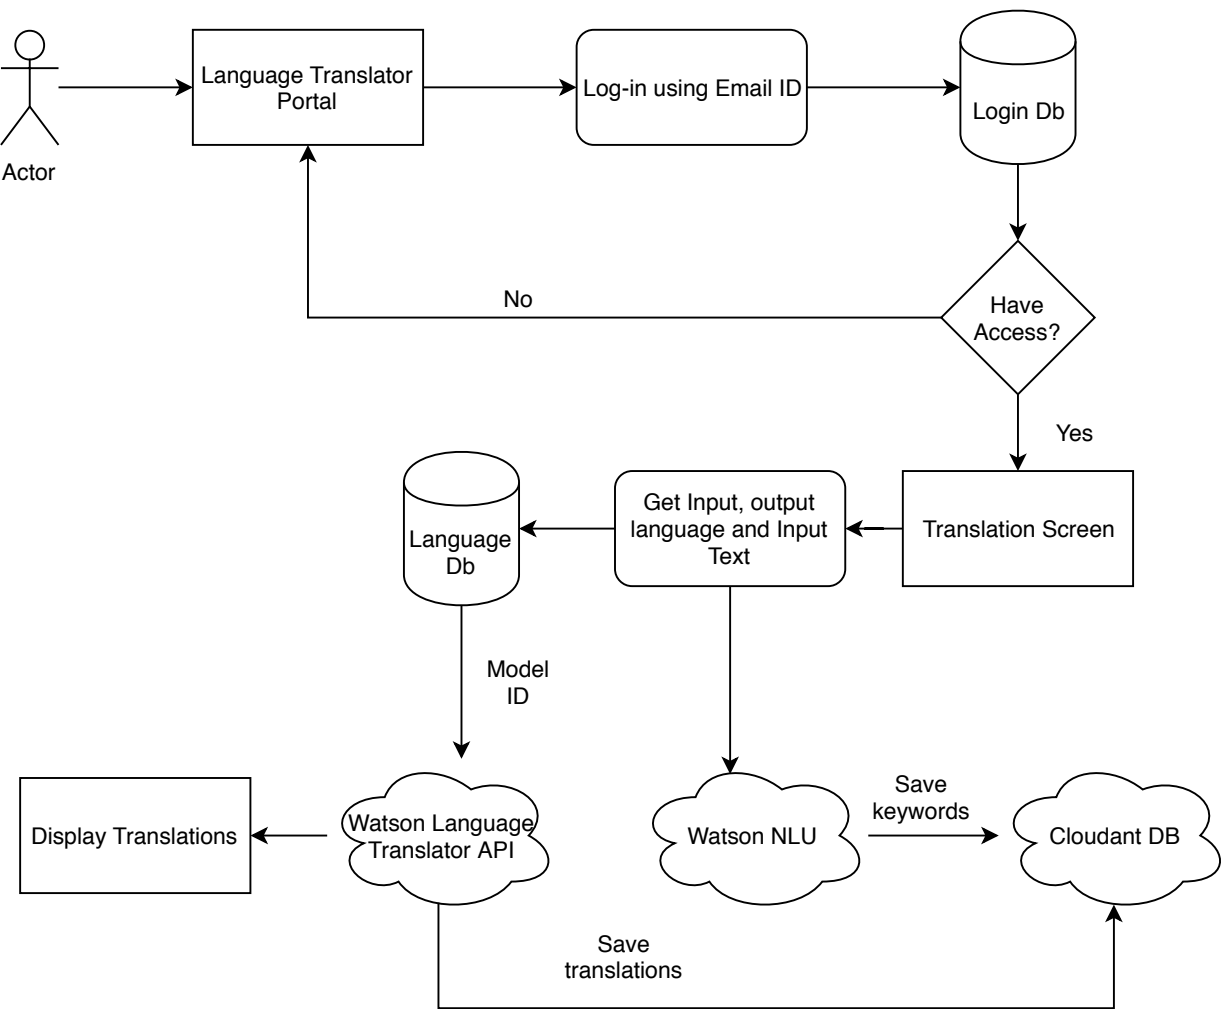 Actor
Language Translator
Portal
Log-in using Email ID
Login Db
Have
Access?
No
Yes
Translation Screen
Get Input, output
language and Input
Text
Language
Db
Model
ID
Watson Language
Translator API
Display Translations
Watson NLU
Save
keywords
Cloudant DB
Save
translations